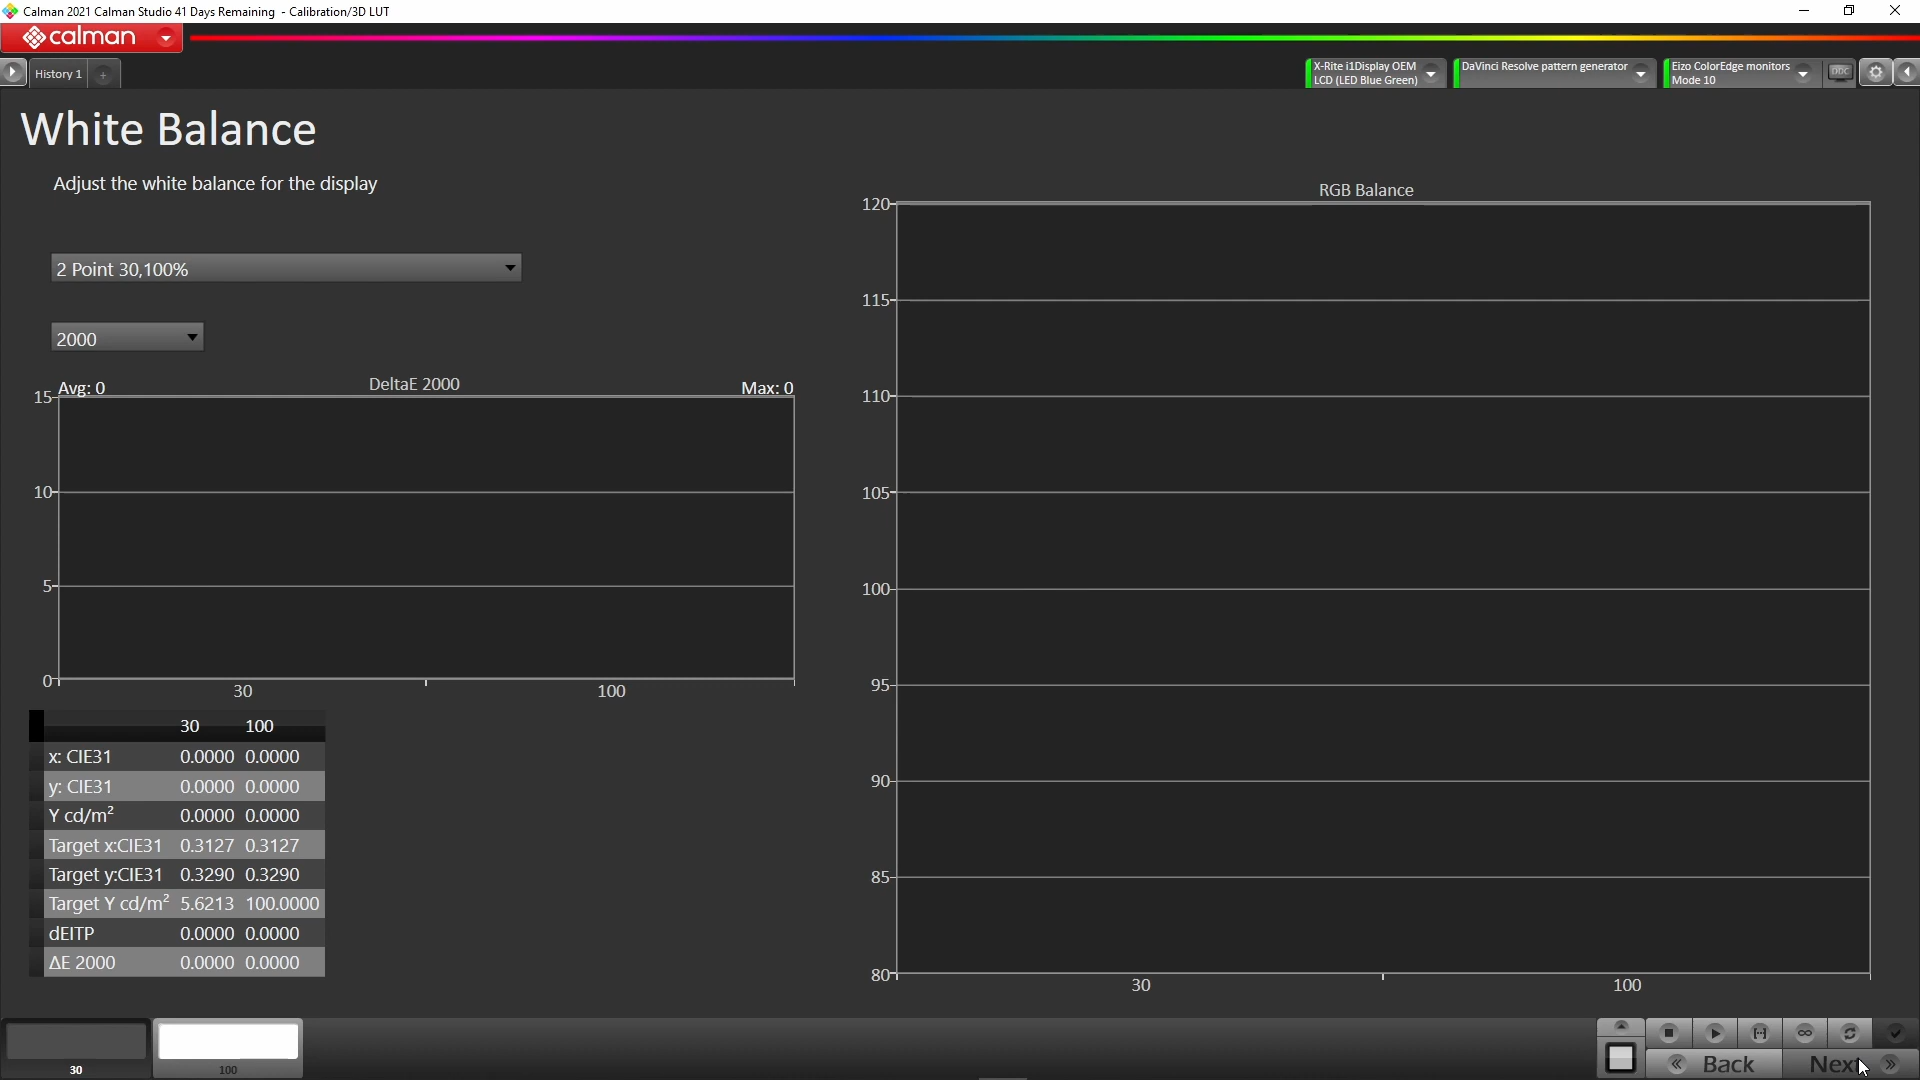 Calman 2021 Calman Studio 41 Days Remaining - Calibration/3D LUT
calman
History 1
+
X-Rite i1Display OEM
LCD (LED Blue Green)
DaVinci Resolve pattern generator
Eizo ColorEdge monitors
Mode 10
DDC
White Balance
Adjust the white balance for the display
2 Point 30,100%
2000
Avg: 0
DeltaE 2000
Max: 0
15
10
5
0
30
100
30 100
x: CIE31 0.0000 0.0000
y: CIE31 0.0000 0.0000
Y cd/m² 0.0000 0.0000
Target x:CIE31 0.3127 0.3127
Target y:CIE31 0.3290 0.3290
Target Y cd/m² 5.6213 100.0000
dEITP 0.0000 0.0000
ΔE 2000 0.0000 0.0000
RGB Balance
120
115
110
105
100
95
90
85
80
30
100
30
100
Back
Next